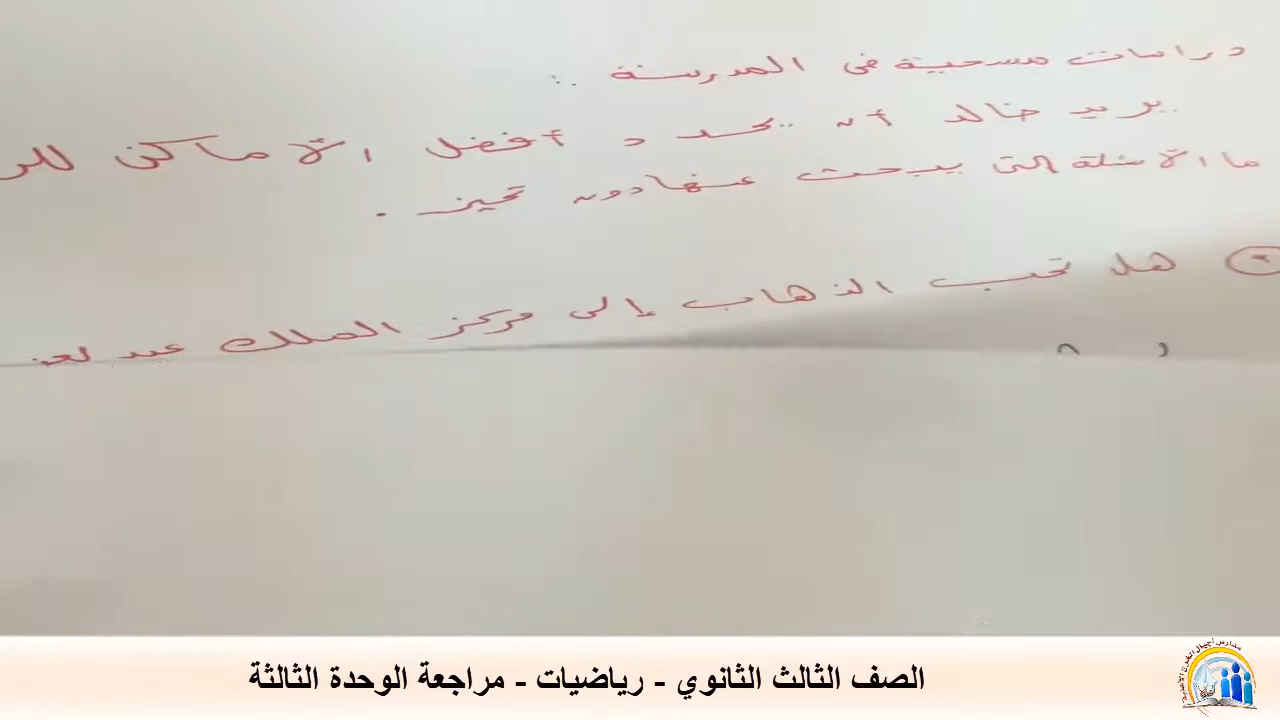 دراسات مسحية في المدرسة :
يريد خالد أن يحدد أفضل الأماكن
ما الأسئلة التي يبحث عنها دون تحيز .
هل تحب الذهاب إلى مركز الملك عبد
الصف الثالث الثانوي - رياضيات - مراجعة الوحدة الثالثة